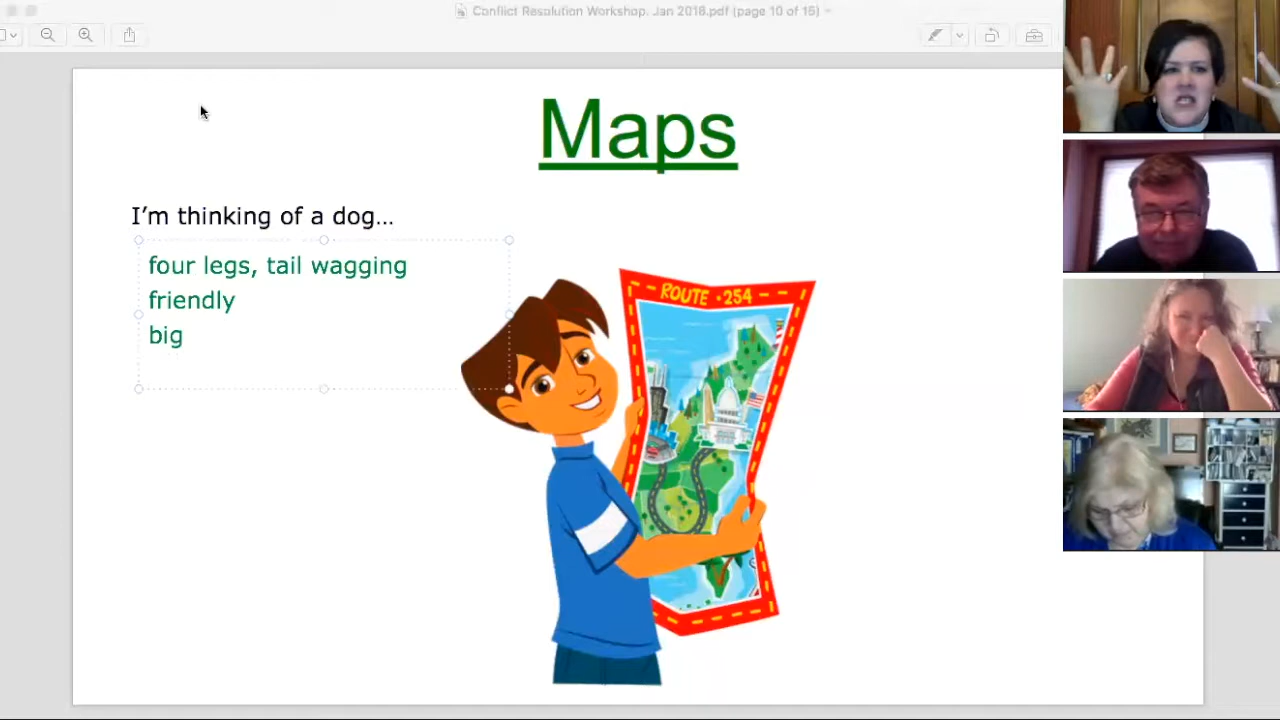 Conflict Resolution Workshop. Jan 2018.pdf (page 10 of 15)
Maps
I'm thinking of a dog...
four legs, tail wagging
friendly
big
ROUTE · 254